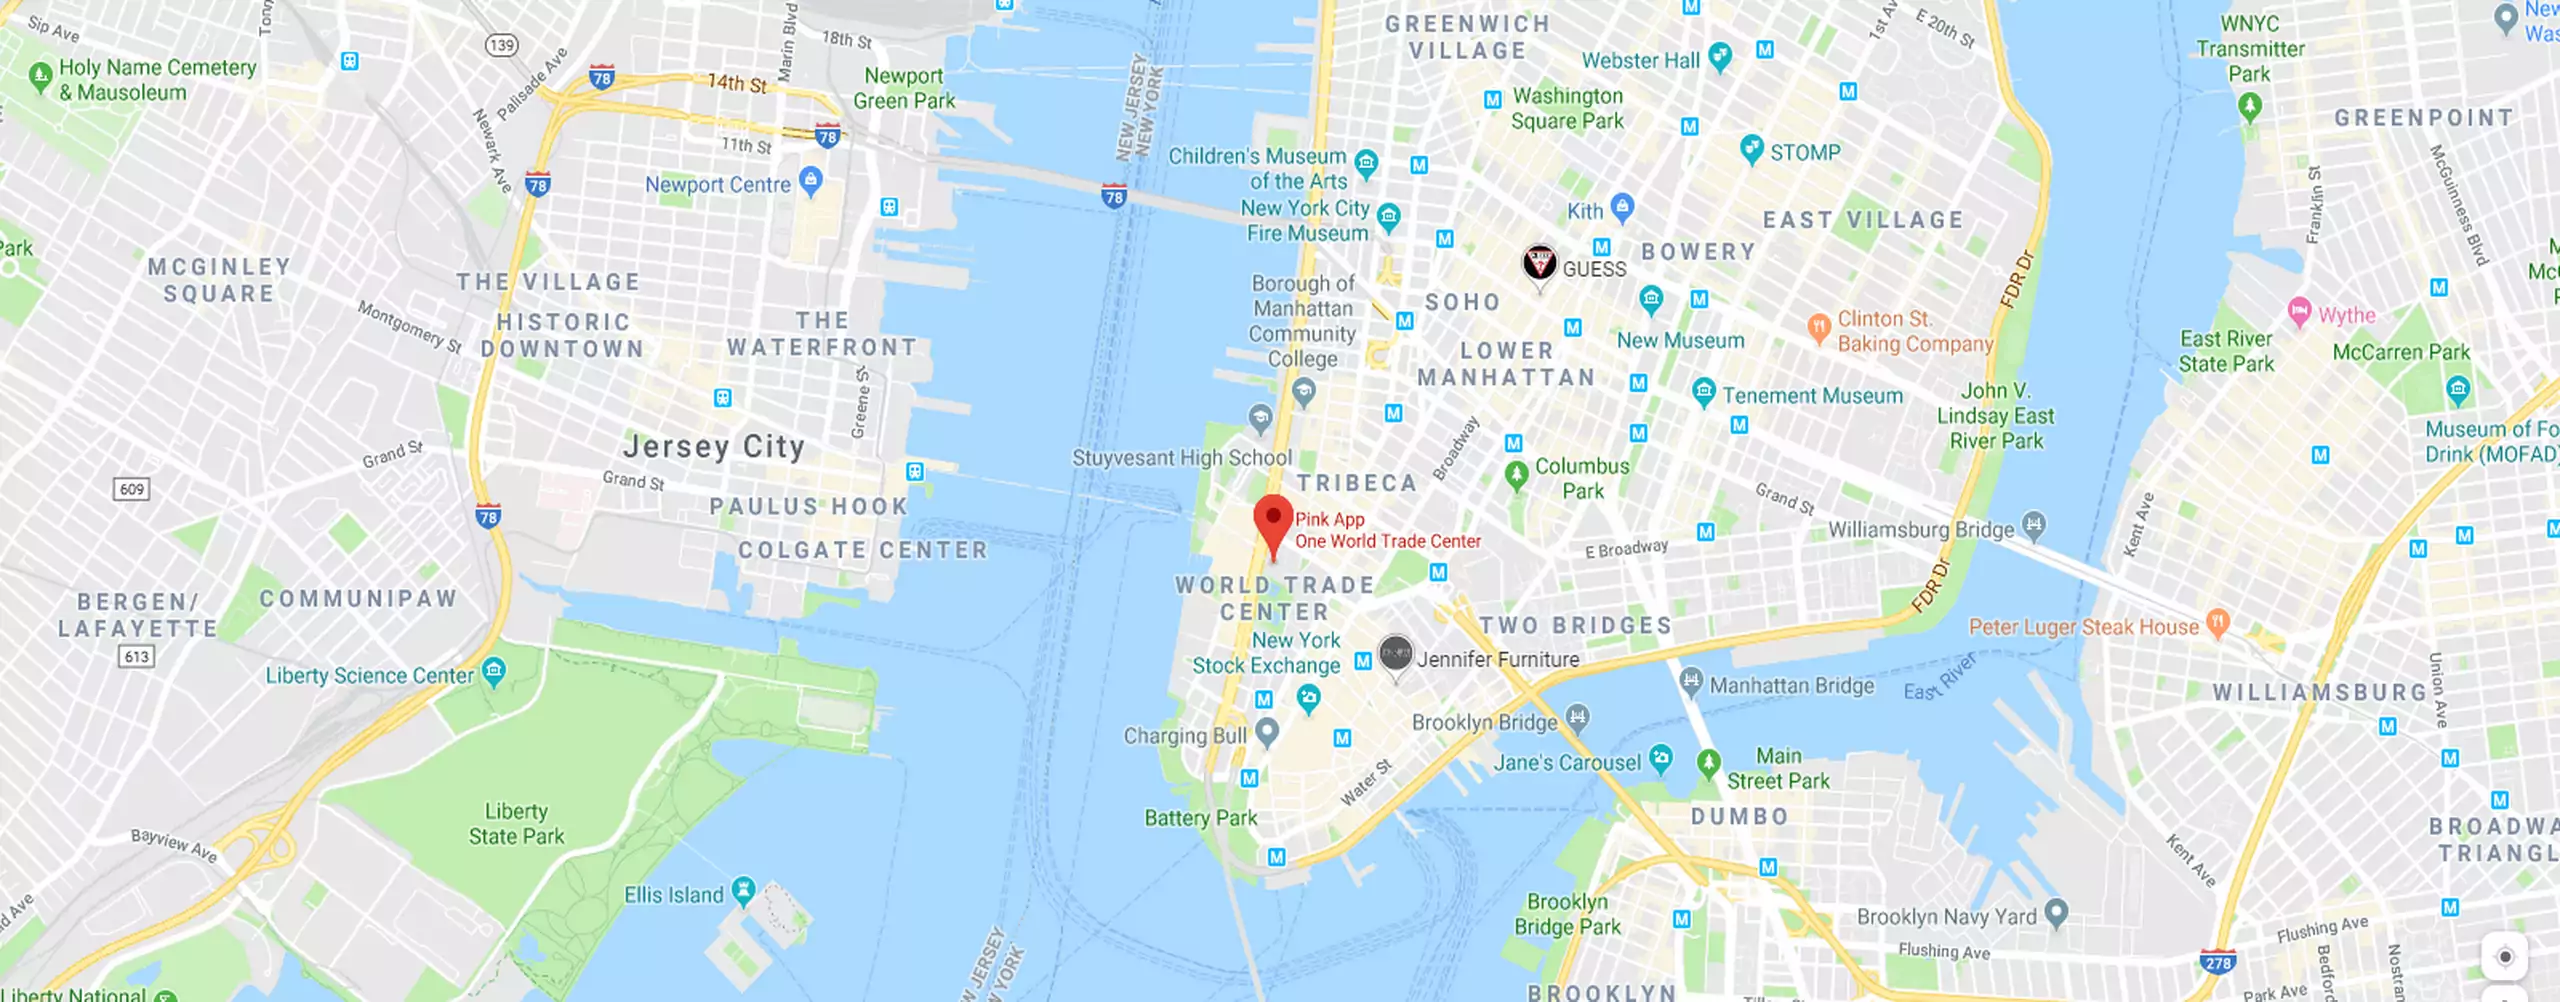 Sip Ave
Tonn
139
Palisade Ave
Newark Ave
Holy Name Cemetery
& Mausoleum
78
14th St
Marin Blvd
18th St
Newport
Green Park
78
11th St
78
Newport Centre
78
NEW JERSEY
NEW YORK
Park
MCGINLEY
SQUARE
THE VILLAGE
HISTORIC
DOWNTOWN
THE
WATERFRONT
Montgomery St
Greene St
Jersey City
Grand St
Grand St
609
PAULUS HOOK
78
COLGATE CENTER
BERGEN/
LAFAYETTE
COMMUNIPAW
613
Liberty Science Center
Liberty
State Park
Bayview Ave
Ellis Island
Liberty National
W JERSEY
W YORK
GREENWICH
VILLAGE
Webster Hall
1st Av
E 20th St
Washington
Square Park
Children's Museum
of the Arts
STOMP
New York City
Fire Museum
Kith
EAST VILLAGE
BOWERY
GUESS
Borough of
Manhattan
Community
College
SOHO
FDR Dr
New Museum
Clinton St.
Baking Company
LOWER
MANHATTAN
Tenement Museum
John V.
Lindsay East
River Park
Broadway
Stuyvesant High School
TRIBECA
Columbus
Park
Grand St
Pink App
One World Trade Center
Williamsburg Bridge
E Broadway
WORLD TRADE
CENTER
FDR Dr
TWO BRIDGES
New York
Stock Exchange
Jennifer Furniture
Manhattan Bridge
East River
Charging Bull
Brooklyn Bridge
Jane's Carousel
Main
Street Park
Water St
Battery Park
DUMBO
Brooklyn
Bridge Park
Brooklyn Navy Yard
Flushing Ave
BROOKLYN
WNYC
Transmitter
Park
New
Was
GREENPOINT
McGuinness Blvd
Franklin St
Wythe
East River
State Park
McCarren Park
Museum of Fo
Drink (MOFAD)
Kent Ave
Peter Luger Steak House
WILLIAMSBURG
Union Ave
BROADWA
TRIANGL
Kent Ave
Flushing Ave
278
Bedford
Nostran
Park Ave